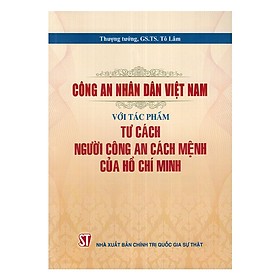 Thượng tướng, GS.TS. Tô Lâm
CÔNG AN NHÂN DÂN VIỆT NAM
VỚI TÁC PHẨM
TƯ CÁCH
NGƯỜI CÔNG AN CÁCH MỆNH
CỦA HỒ CHÍ MINH
ST
NHÀ XUẤT BẢN CHÍNH TRỊ QUỐC GIA SỰ THẬT